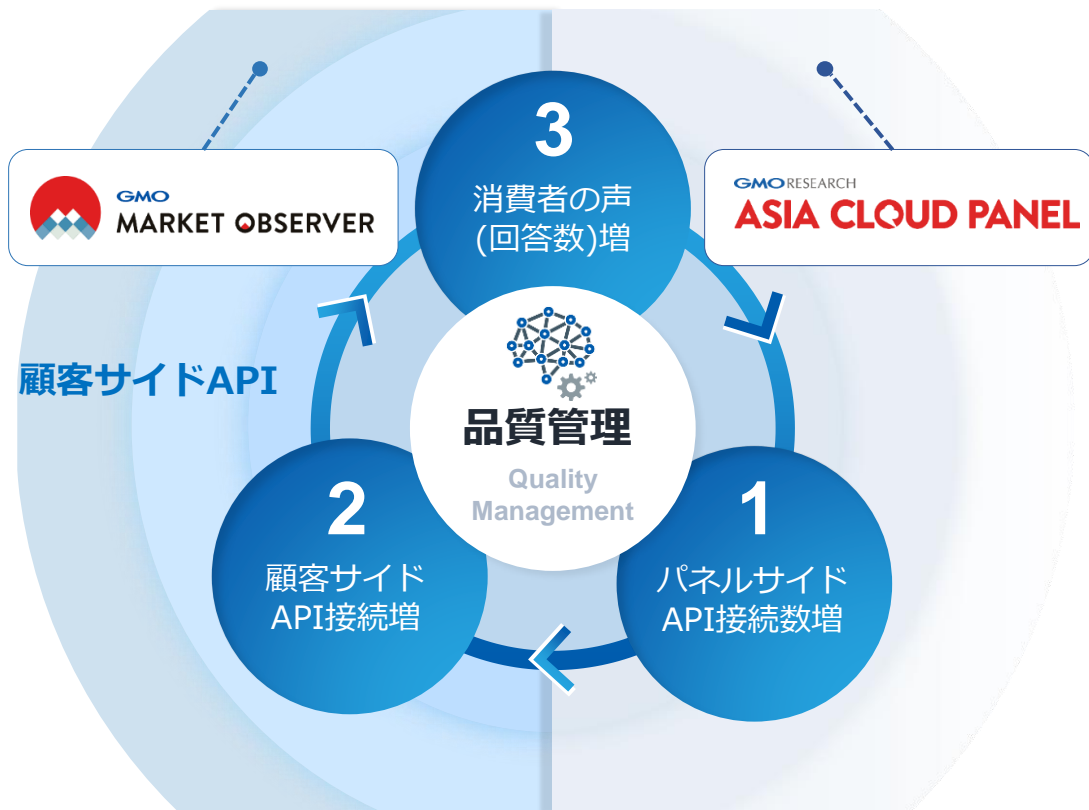 3
消費者の声
(回答数)増
GMO
MARKET OBSERVER
GMO RESEARCH
ASIA CLOUD PANEL
顧客サイドAPI
品質管理
Quality
Management
2
顧客サイド
API接続増
1
パネルサイド
API接続数増